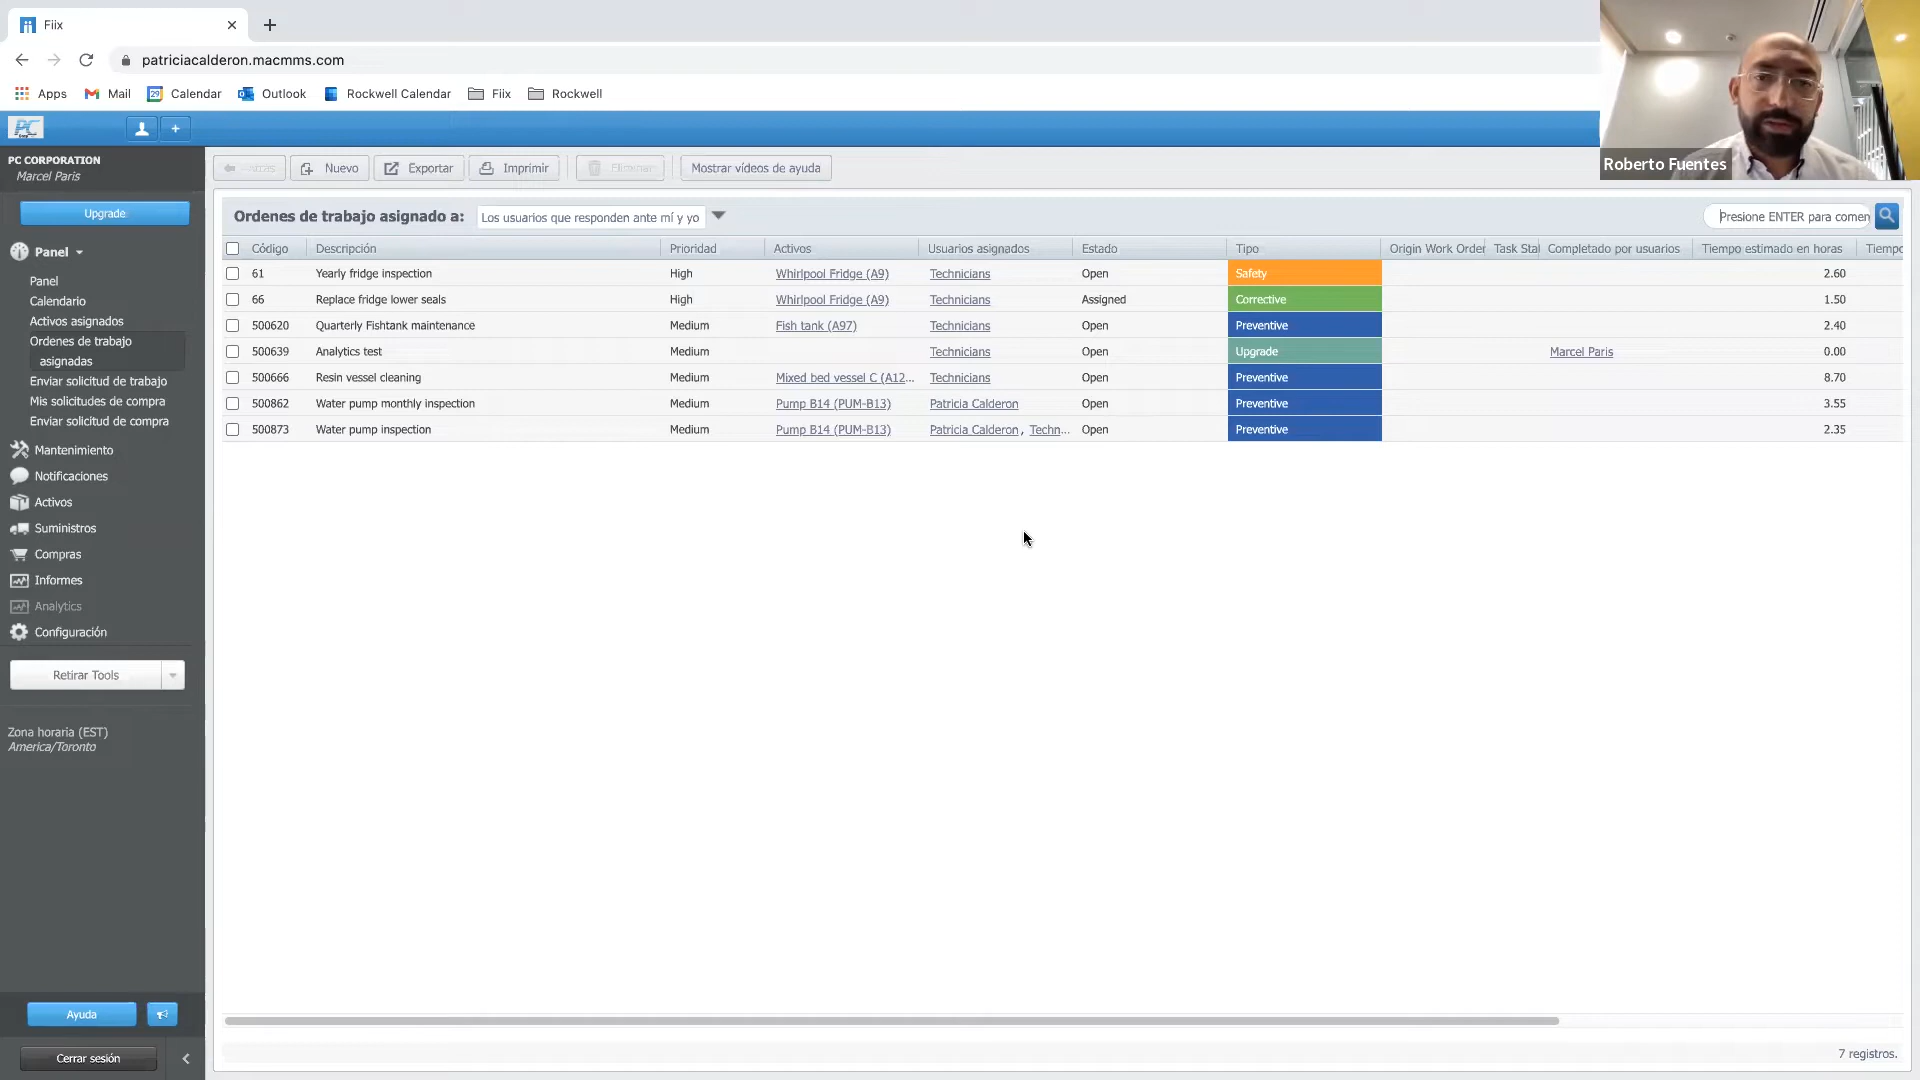 Fiix
patriciacalderon.macmms.com
Apps Mail Calendar Outlook Rockwell Calendar Fiix Rockwell
Roberto Fuentes
PC
PC CORPORATION
Marcel Paris
Upgrade
Panel
Panel
Calendario
Activos asignados
Ordenes de trabajo
asignadas
Enviar solicitud de trabajo
Mis solicitudes de compra
Enviar solicitud de compra
Mantenimiento
Notificaciones
Activos
Suministros
Compras
Informes
Analytics
Configuración
Retirar Tools
Zona horaria (EST)
America/Toronto
Ayuda
Cerrar sesión
Atrás Nuevo Exportar Imprimir Eliminar Mostrar vídeos de ayuda
Ordenes de trabajo asignado a: Los usuarios que responden ante mí y yo Presione ENTER para comen
Código Descripción Prioridad Activos Usuarios asignados Estado Tipo Origin Work Order Task Stal Completado por usuarios Tiempo estimado en horas Tiempo
61 Yearly fridge inspection High Whirlpool Fridge (A9) Technicians Open Safety 2.60
66 Replace fridge lower seals High Whirlpool Fridge (A9) Technicians Assigned Corrective 1.50
500620 Quarterly Fishtank maintenance Medium Fish tank (A97) Technicians Open Preventive 2.40
500639 Analytics test Medium Technicians Open Upgrade Marcel Paris 0.00
500666 Resin vessel cleaning Medium Mixed bed vessel C (A12... Technicians Open Preventive 8.70
500862 Water pump monthly inspection Medium Pump B14 (PUM-B13) Patricia Calderon Open Preventive 3.55
500873 Water pump inspection Medium Pump B14 (PUM-B13) Patricia Calderon, Techn... Open Preventive 2.35
7 registros.